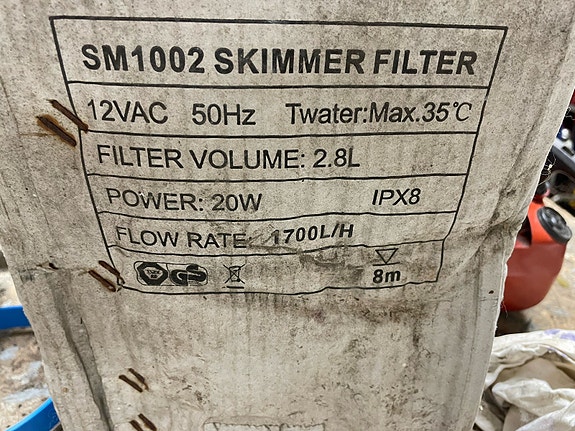 SM1002 SKIMMER FILTER
12VAC 50Hz Twater:Max.35℃
FILTER VOLUME: 2.8L
POWER: 20W IPX8
FLOW RATE: 1700L/H
GS 8m